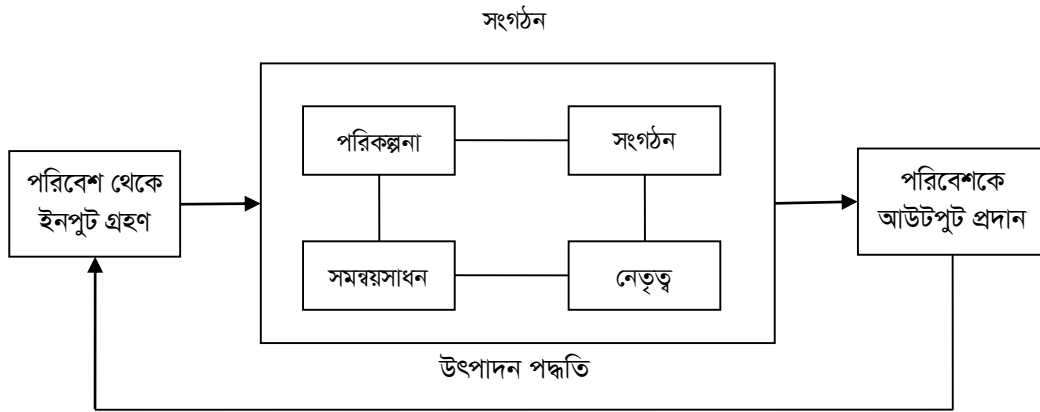 সংগঠন
পরিকল্পনা
সংগঠন
পরিবেশ থেকে
ইনপুট গ্রহণ
পরিবেশকে
আউটপুট প্রদান
সমন্বয়সাধন
নেতৃত্ব
উৎপাদন পদ্ধতি